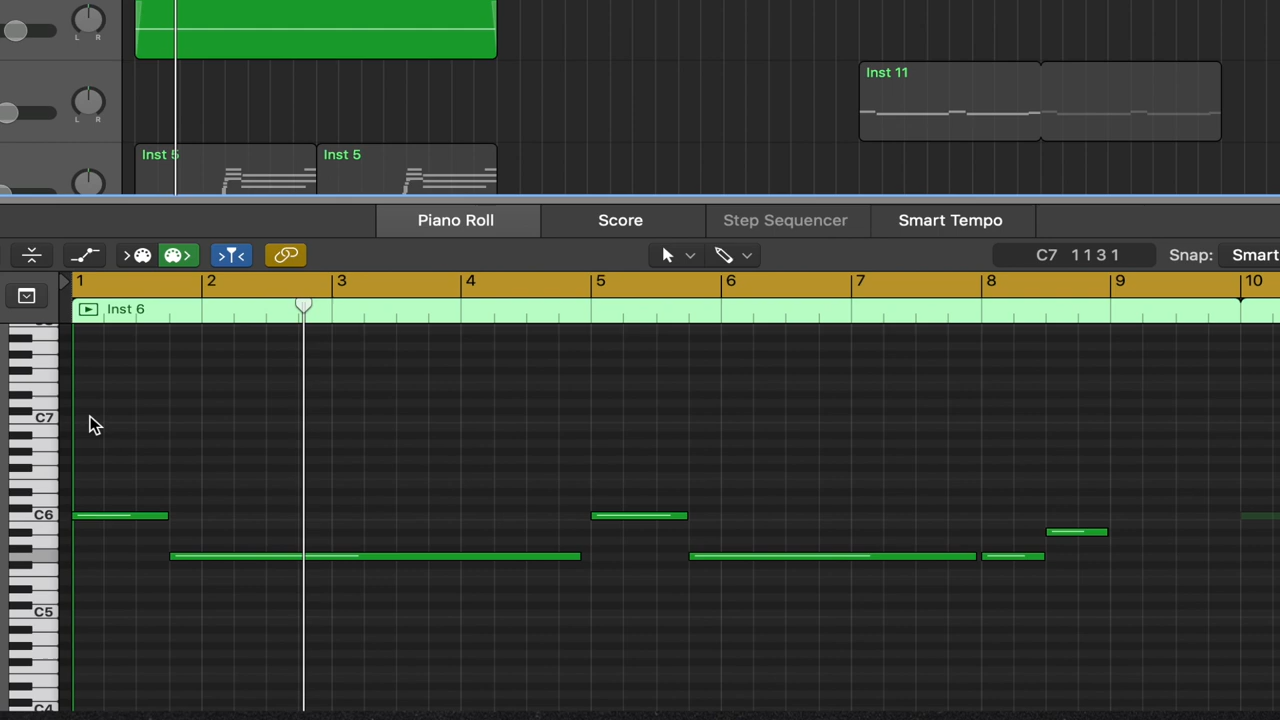 L R
Inst 11
L R
Inst 5 Inst 5
Piano Roll Score Step Sequencer Smart Tempo
C7 1 1 3 1 Snap: Smart
1 2 3 4 5 6 7 8 9 10
Inst 6
C7
C6
C5
C4